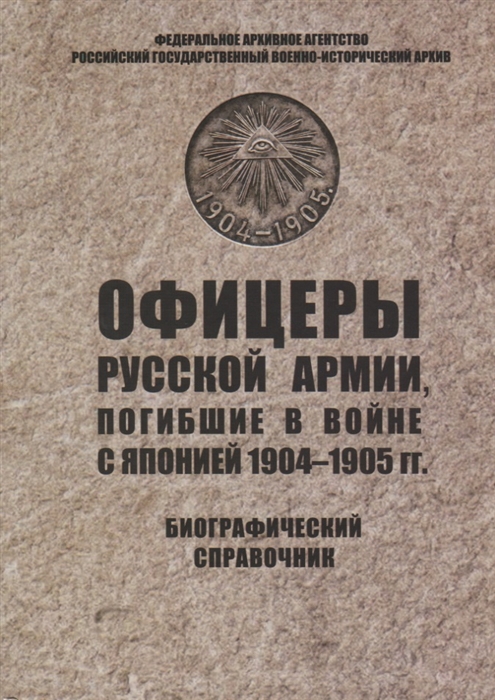 ФЕДЕРАЛЬНОЕ АРХИВНОЕ АГЕНТСТВО
РОССИЙСКИЙ ГОСУДАРСТВЕННЫЙ ВОЕННО-ИСТОРИЧЕСКИЙ АРХИВ
1904–1905.
ОФИЦЕРЫ
РУССКОЙ АРМИИ,
ПОГИБШИЕ В ВОЙНЕ
С ЯПОНИЕЙ 1904–1905 ГГ.
БИОГРАФИЧЕСКИЙ
СПРАВОЧНИК